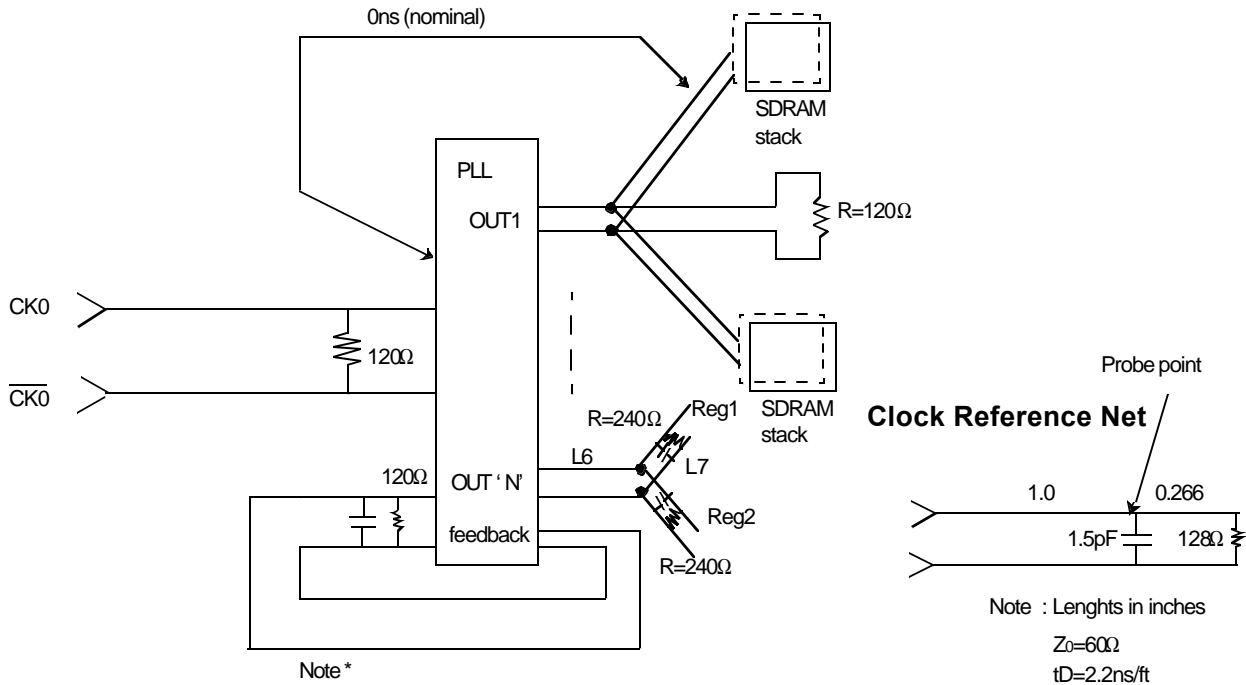 0ns (nominal)
SDRAM
stack
PLL
OUT1
R=120Ω
CK0
120Ω
CK0
SDRAM
stack
Probe point
Clock Reference Net
R=240Ω
Reg1
L6
L7
120Ω
OUT ‘ N’
Reg2
feedback
R=240Ω
1.0
0.266
1.5pF
128Ω
Note : Lenghts in inches
Z0=60Ω
tD=2.2ns/ft
Note *